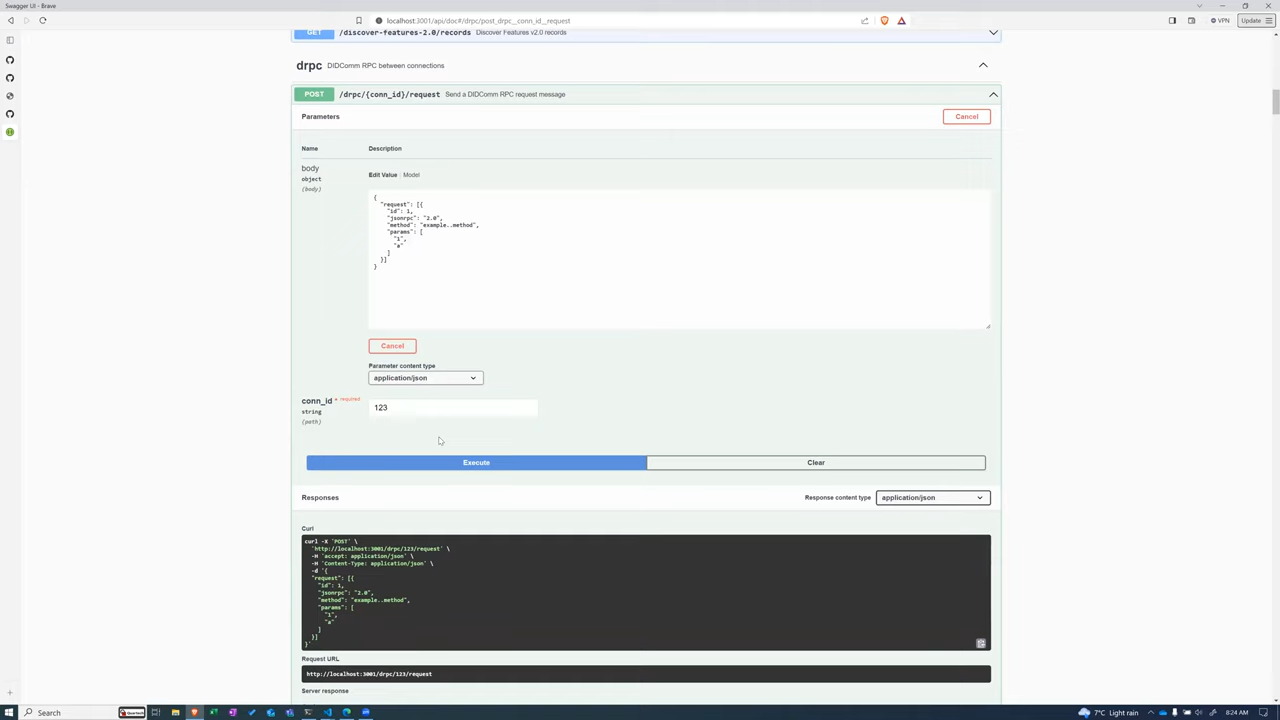 Swagger UI - Brave
localhost:3001/api/doc#/drpc/post_drpc__conn_id__request
VPN
Update
GET /discover-features-2.0/records Discover Features v2.0 records
drpc DIDComm RPC between connections
POST /drpc/{conn_id}/request Send a DIDComm RPC request message
Parameters
Cancel
Name Description
body
object
(body)
Edit Value | Model
{
"request": [{
"id": 1,
"jsonrpc": "2.0",
"method": "example..method",
"params": [
"1",
"a"
]
}]
}
Cancel
Parameter content type
application/json
conn_id * required
string
(path)
123
Execute
Clear
Responses
Response content type
application/json
Curl
curl -X 'POST' \
'http://localhost:3001/drpc/123/request' \
-H 'accept: application/json' \
-H 'Content-Type: application/json' \
-d '{
"request": [{
"id": 1,
"jsonrpc": "2.0",
"method": "example..method",
"params": [
"1",
"a"
]
}]
}'
Request URL
http://localhost:3001/drpc/123/request
Server response
Search
7°C Light rain
8:24 AM